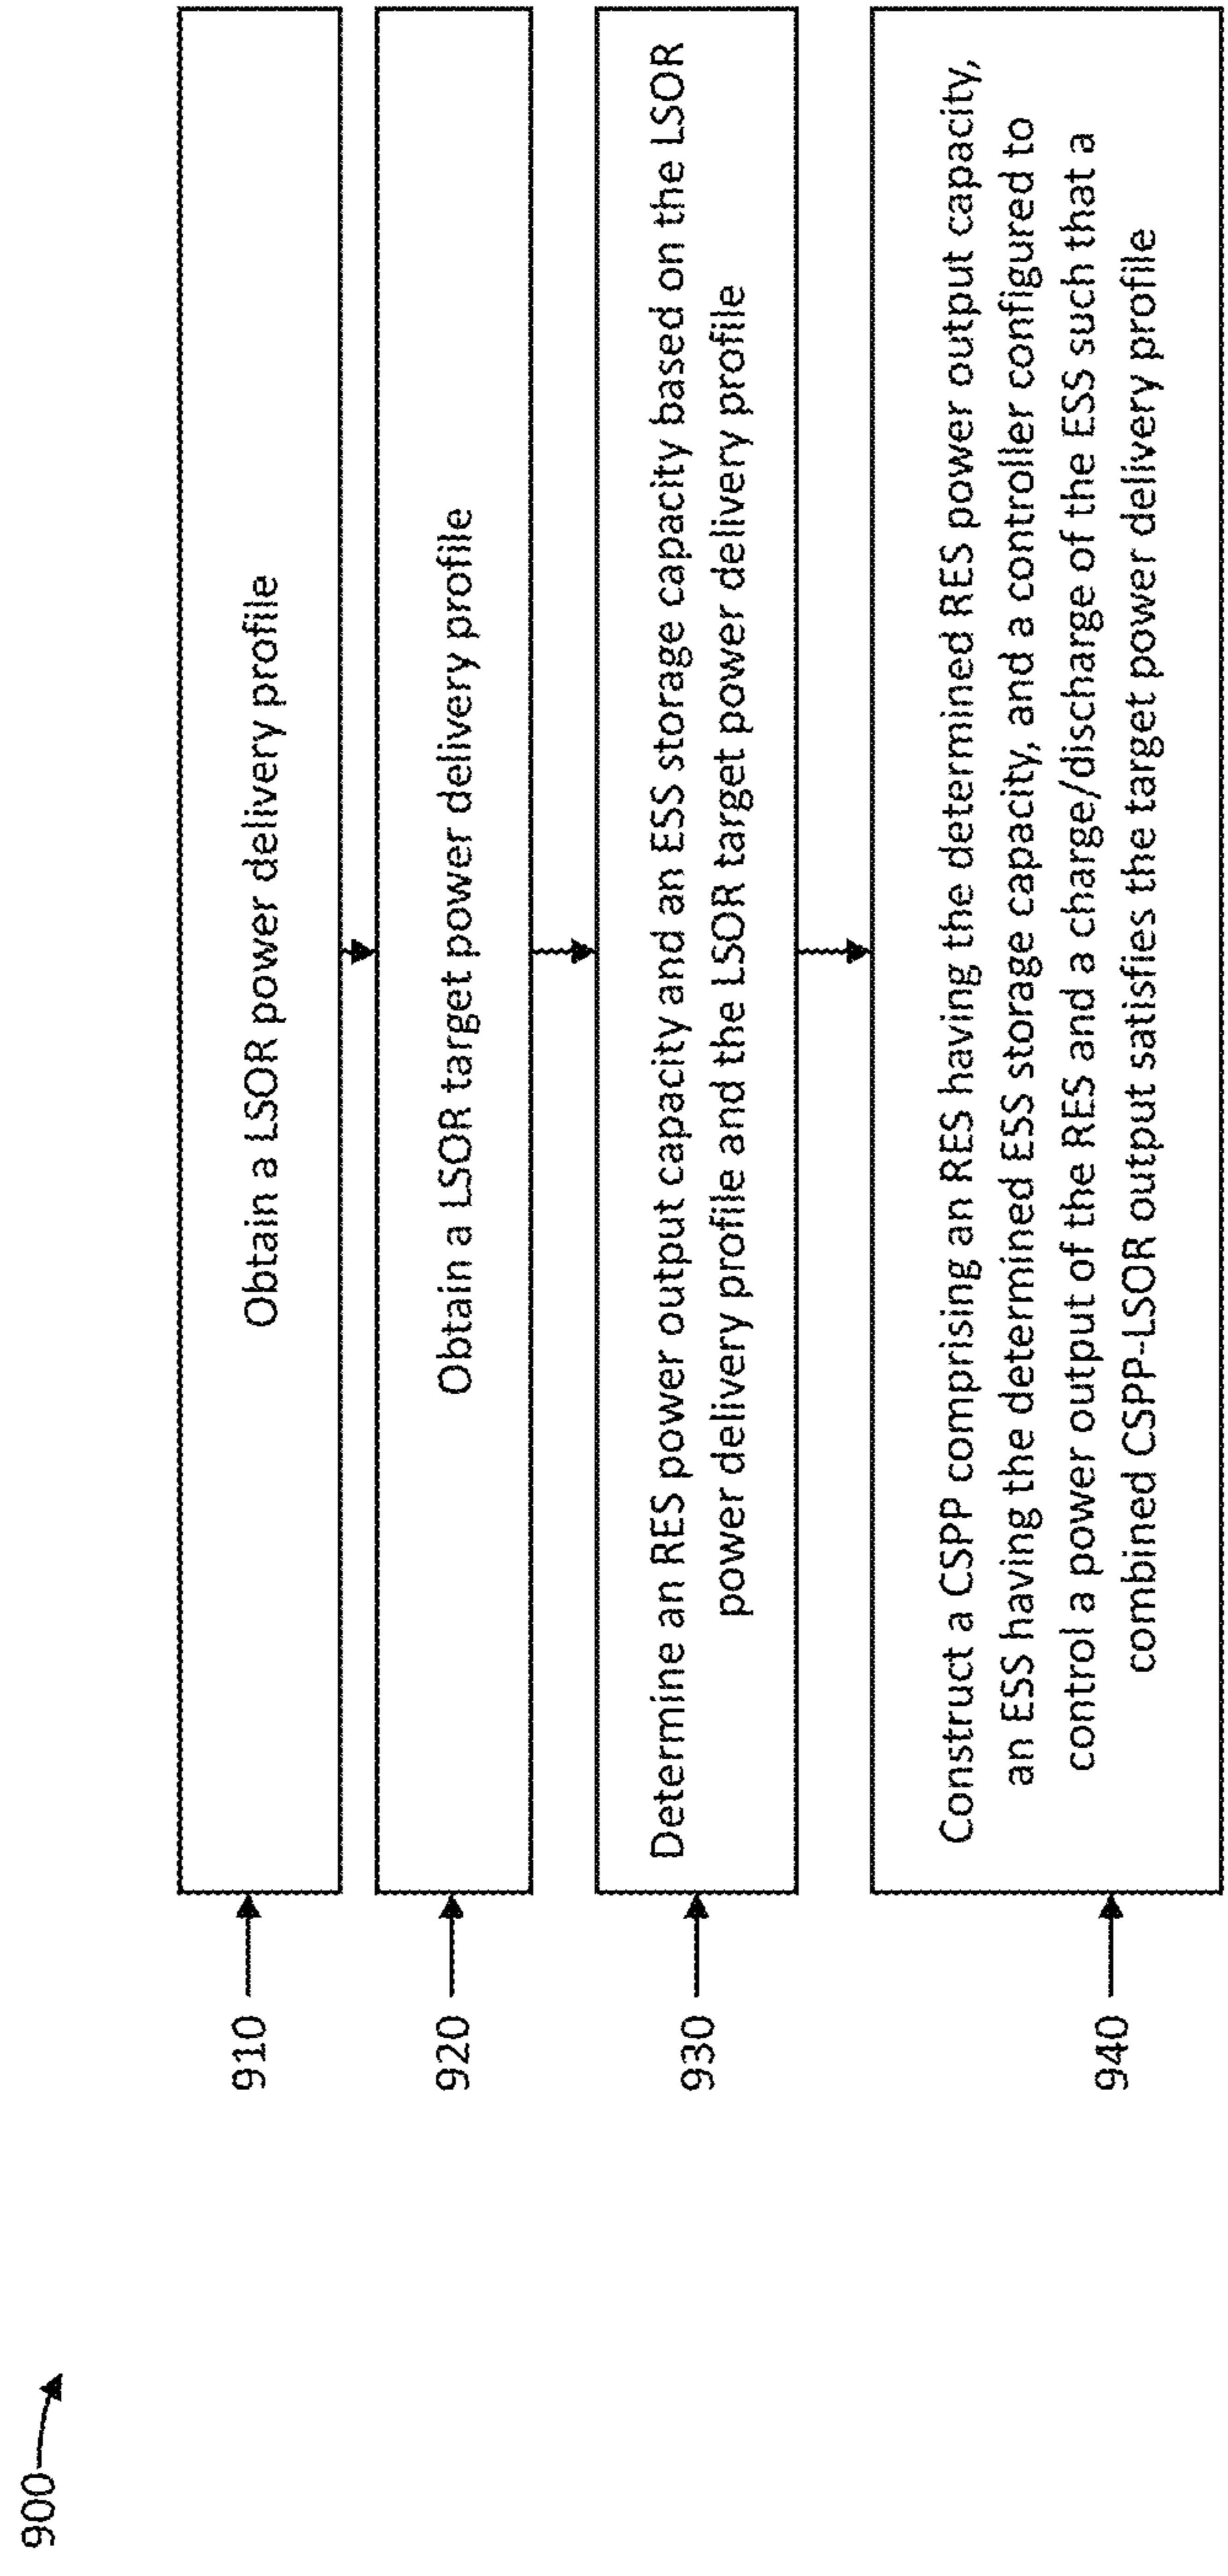 900
910
Obtain a LSOR power delivery profile
920
Obtain a LSOR target power delivery profile
930
Determine an RES power output capacity and an ESS storage capacity based on the LSOR
power delivery profile and the LSOR target power delivery profile
940
Construct a CSPP comprising an RES having the determined RES power output capacity,
an ESS having the determined ESS storage capacity, and a controller configured to
control a power output of the RES and a charge/discharge of the ESS such that a
combined CSPP-LSOR output satisfies the target power delivery profile